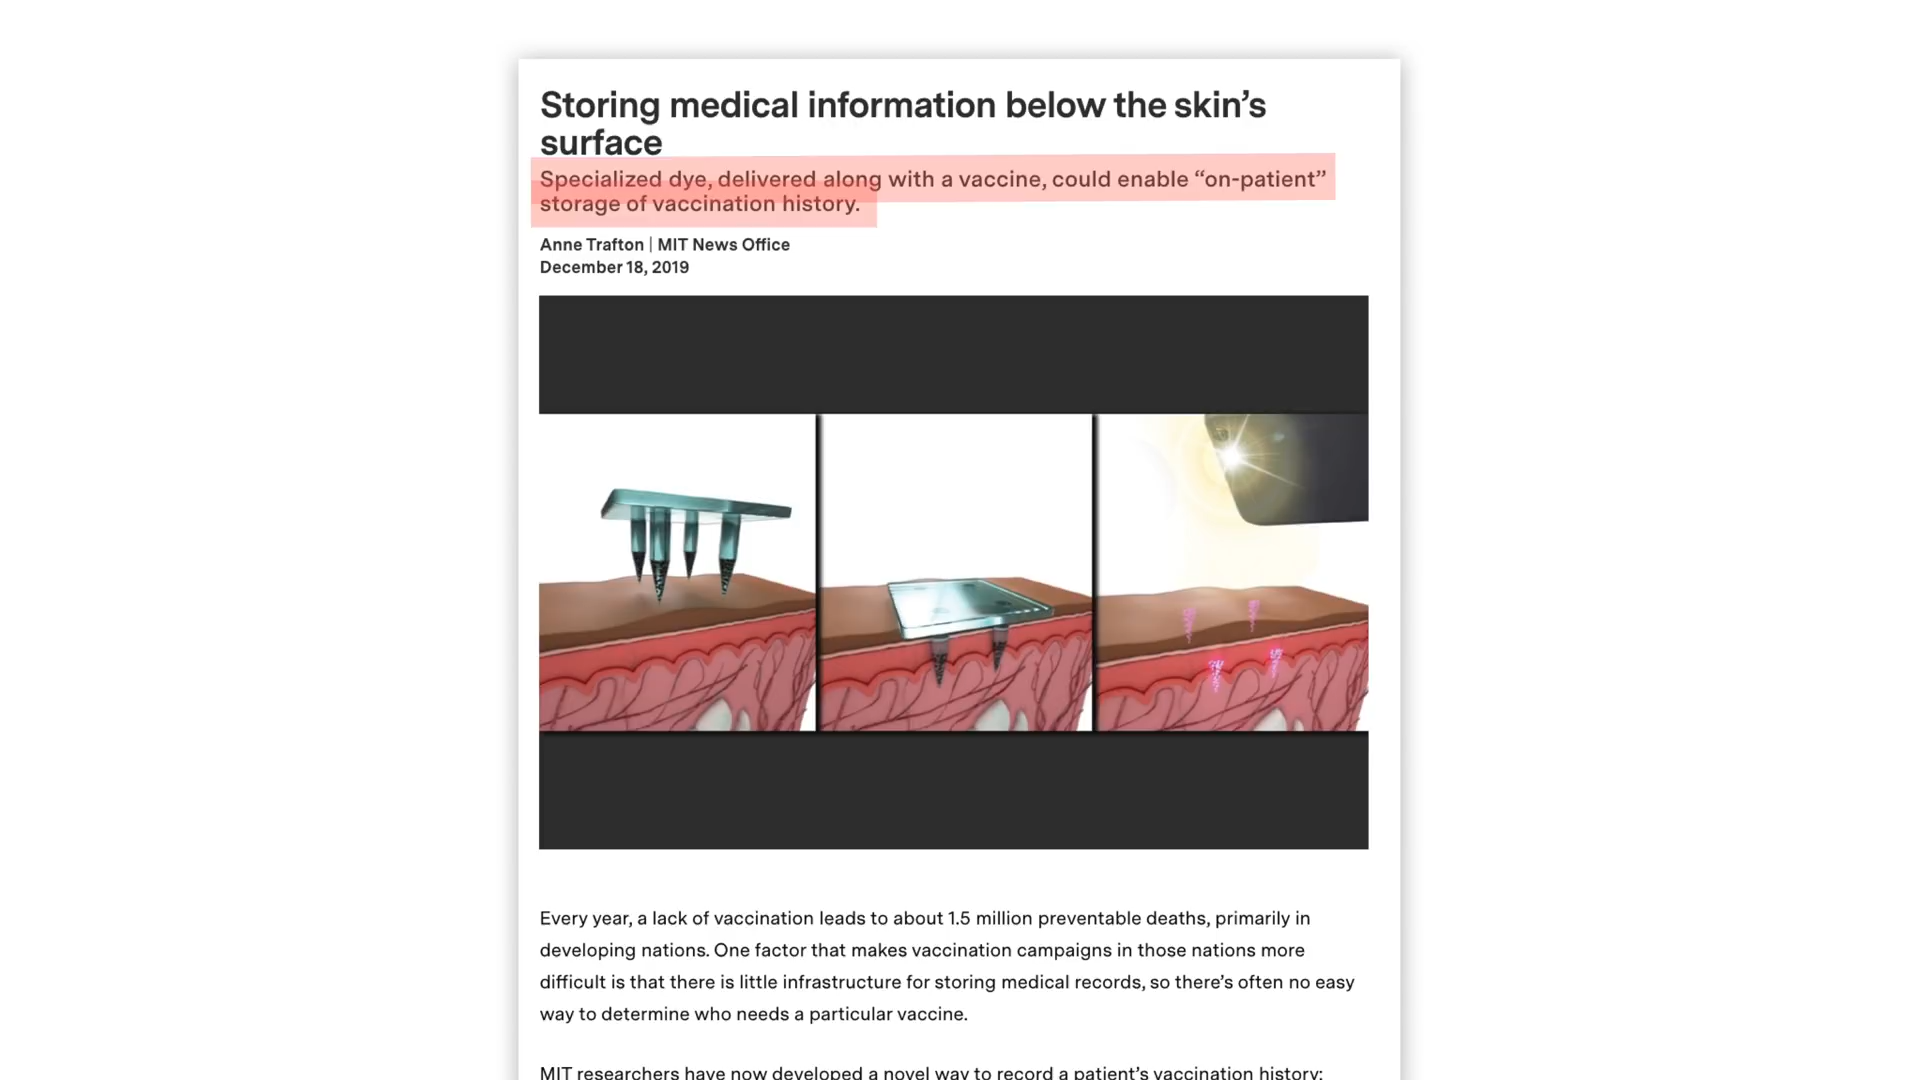 Storing medical information below the skin’s
surface
Specialized dye, delivered along with a vaccine, could enable “on-patient”
storage of vaccination history.
Anne Trafton | MIT News Office
December 18, 2019
Every year, a lack of vaccination leads to about 1.5 million preventable deaths, primarily in
developing nations. One factor that makes vaccination campaigns in those nations more
difficult is that there is little infrastructure for storing medical records, so there’s often no easy
way to determine who needs a particular vaccine.
MIT researchers have now developed a novel way to record a patient’s vaccination history: